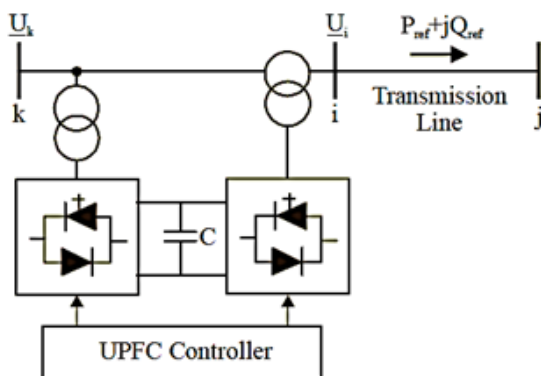 U_k
U_i
P_ref+jQ_ref
k
i
j
Transmission
Line
C
UPFC Controller